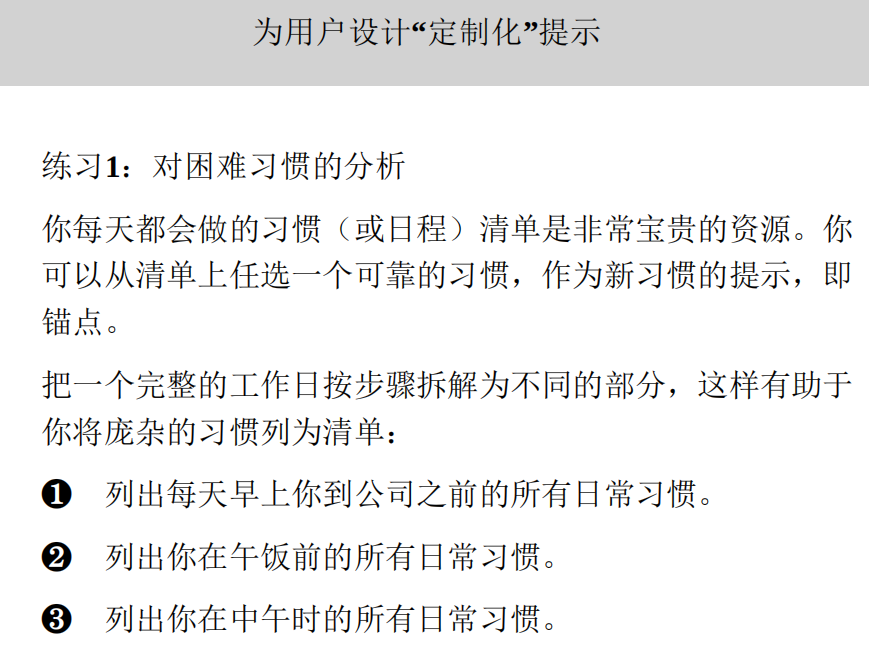 为用户设计“定制化”提示
练习1：对困难习惯的分析
你每天都会做的习惯（或日程）清单是非常宝贵的资源。你
可以从清单上任选一个可靠的习惯，作为新习惯的提示，即
锚点。
把一个完整的工作日按步骤拆解为不同的部分，这样有助于
你将庞杂的习惯列为清单：
❶ 列出每天早上你到公司之前的所有日常习惯。
❷ 列出你在午饭前的所有日常习惯。
❸ 列出你在中午时的所有日常习惯。